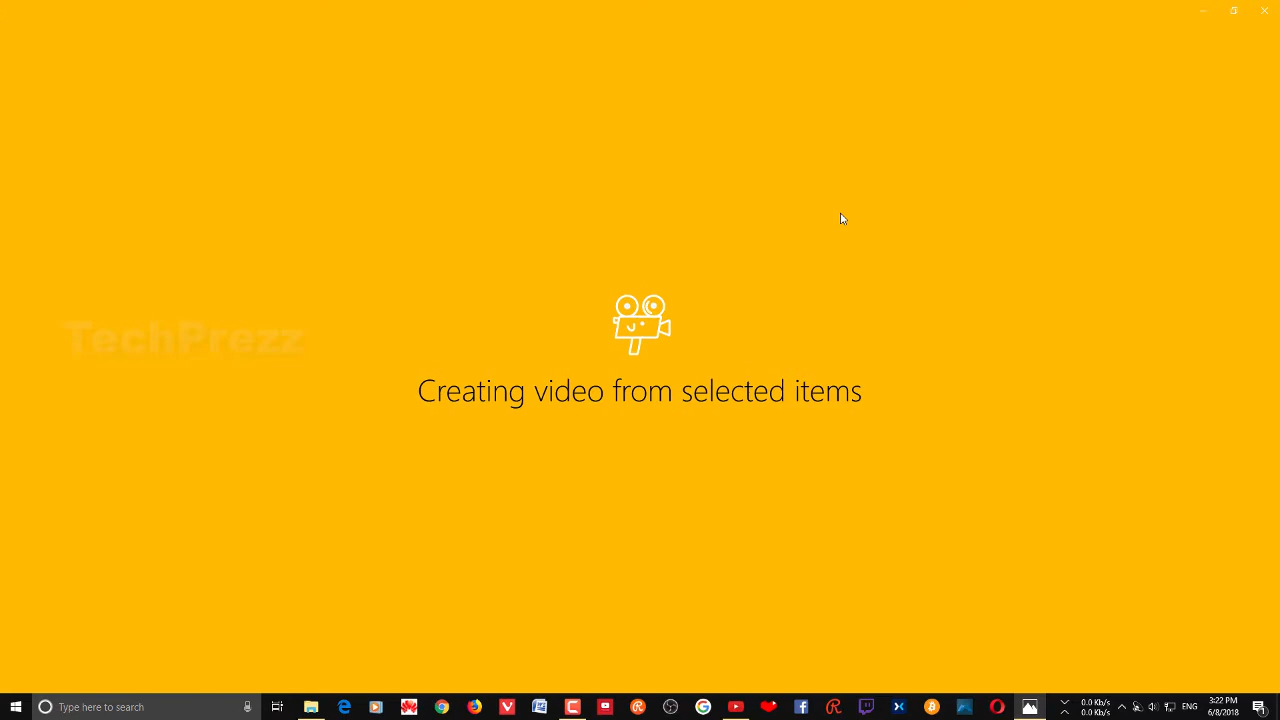 TechPrezz
Creating video from selected items
Type here to search
0.0 Kb/s
0.0 Kb/s
ENG
3:22 PM
6/8/2018